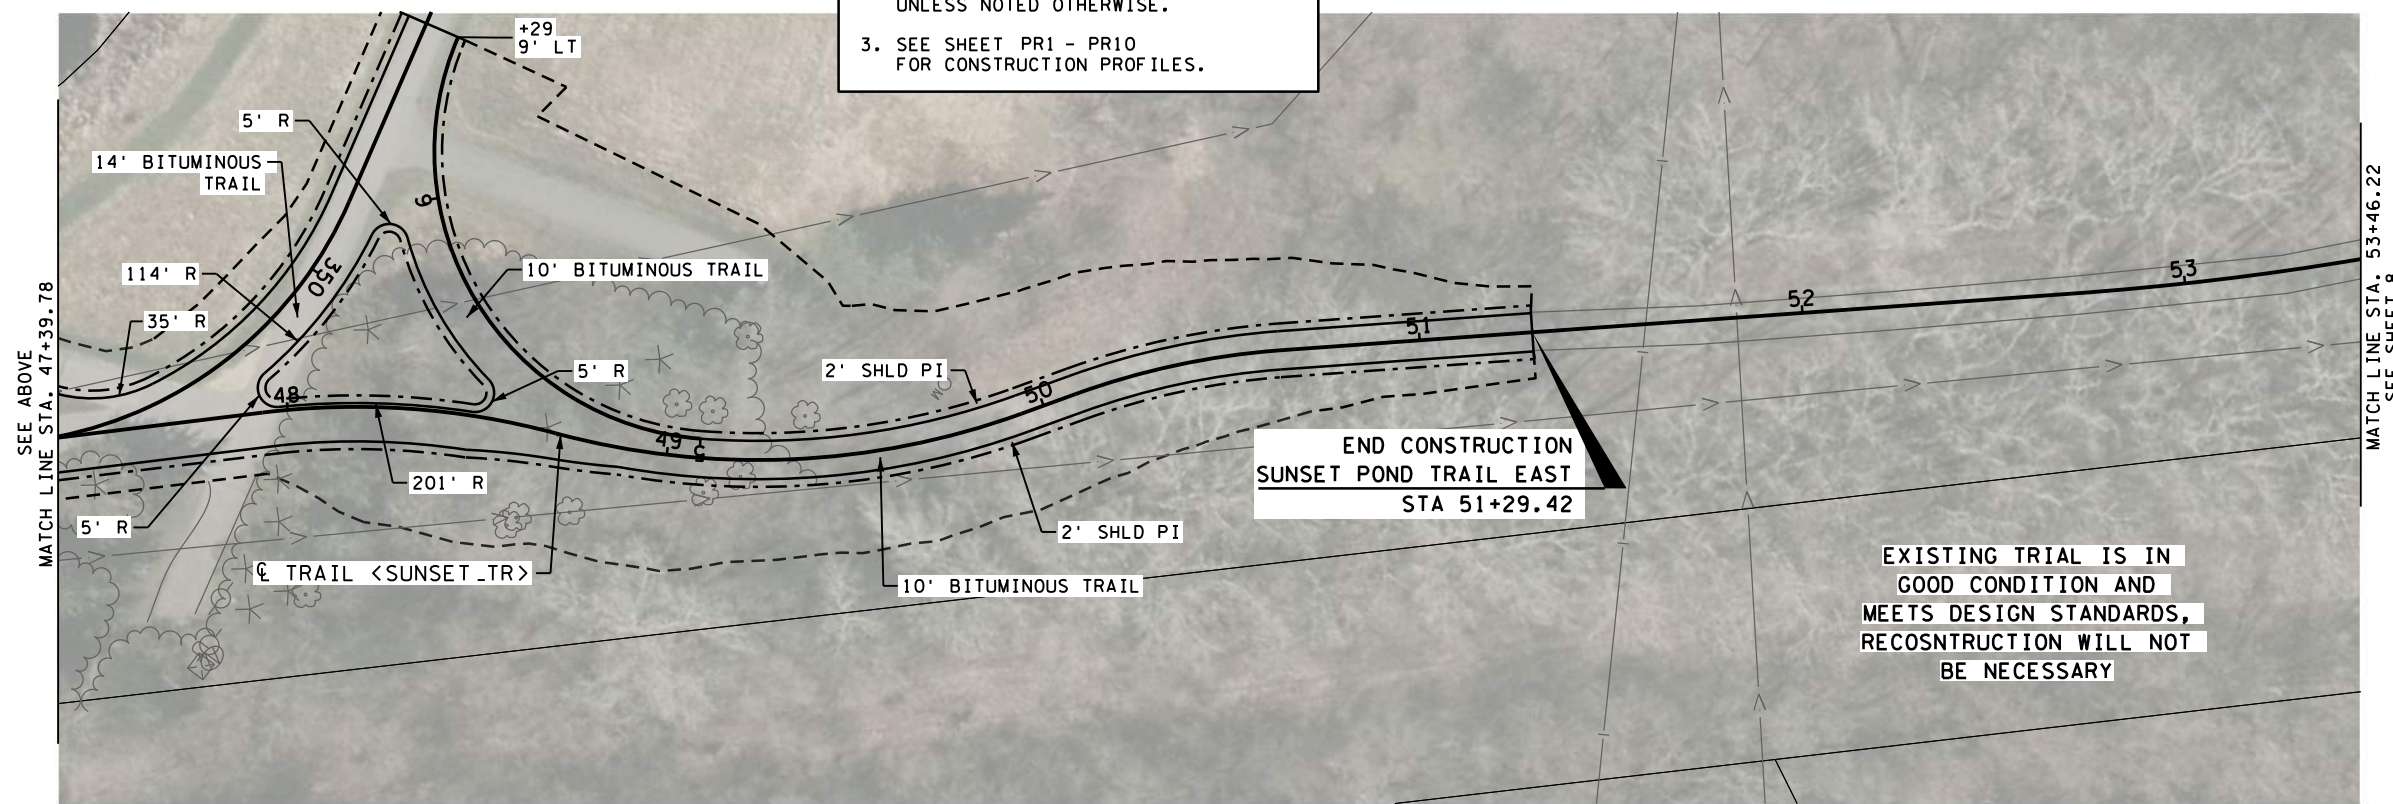 UNLESS NOTED OTHERWISE.
3. SEE SHEET PR1 - PR10
FOR CONSTRUCTION PROFILES.
+29
9' LT
5' R
14' BITUMINOUS
TRAIL
114' R
35' R
350
9
10' BITUMINOUS TRAIL
5' R
48
49
50
51
52
53
2' SHLD PI
201' R
5' R
℄ TRAIL <SUNSET_TR>
2' SHLD PI
10' BITUMINOUS TRAIL
END CONSTRUCTION
SUNSET POND TRAIL EAST
STA 51+29.42
EXISTING TRIAL IS IN
GOOD CONDITION AND
MEETS DESIGN STANDARDS,
RECOSNTRUCTION WILL NOT
BE NECESSARY
SEE ABOVE
MATCH LINE STA. 47+39.78
MATCH LINE STA. 53+46.22